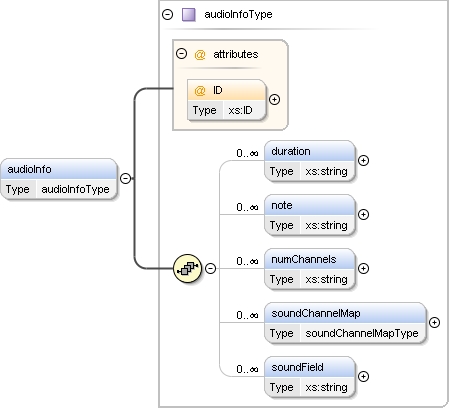 audioInfoType
@ attributes
@ ID
Type xs:ID
audioInfo
Type audioInfoType
0..∞
duration
Type xs:string
0..∞
note
Type xs:string
0..∞
numChannels
Type xs:string
0..∞
soundChannelMap
Type soundChannelMapType
0..∞
soundField
Type xs:string